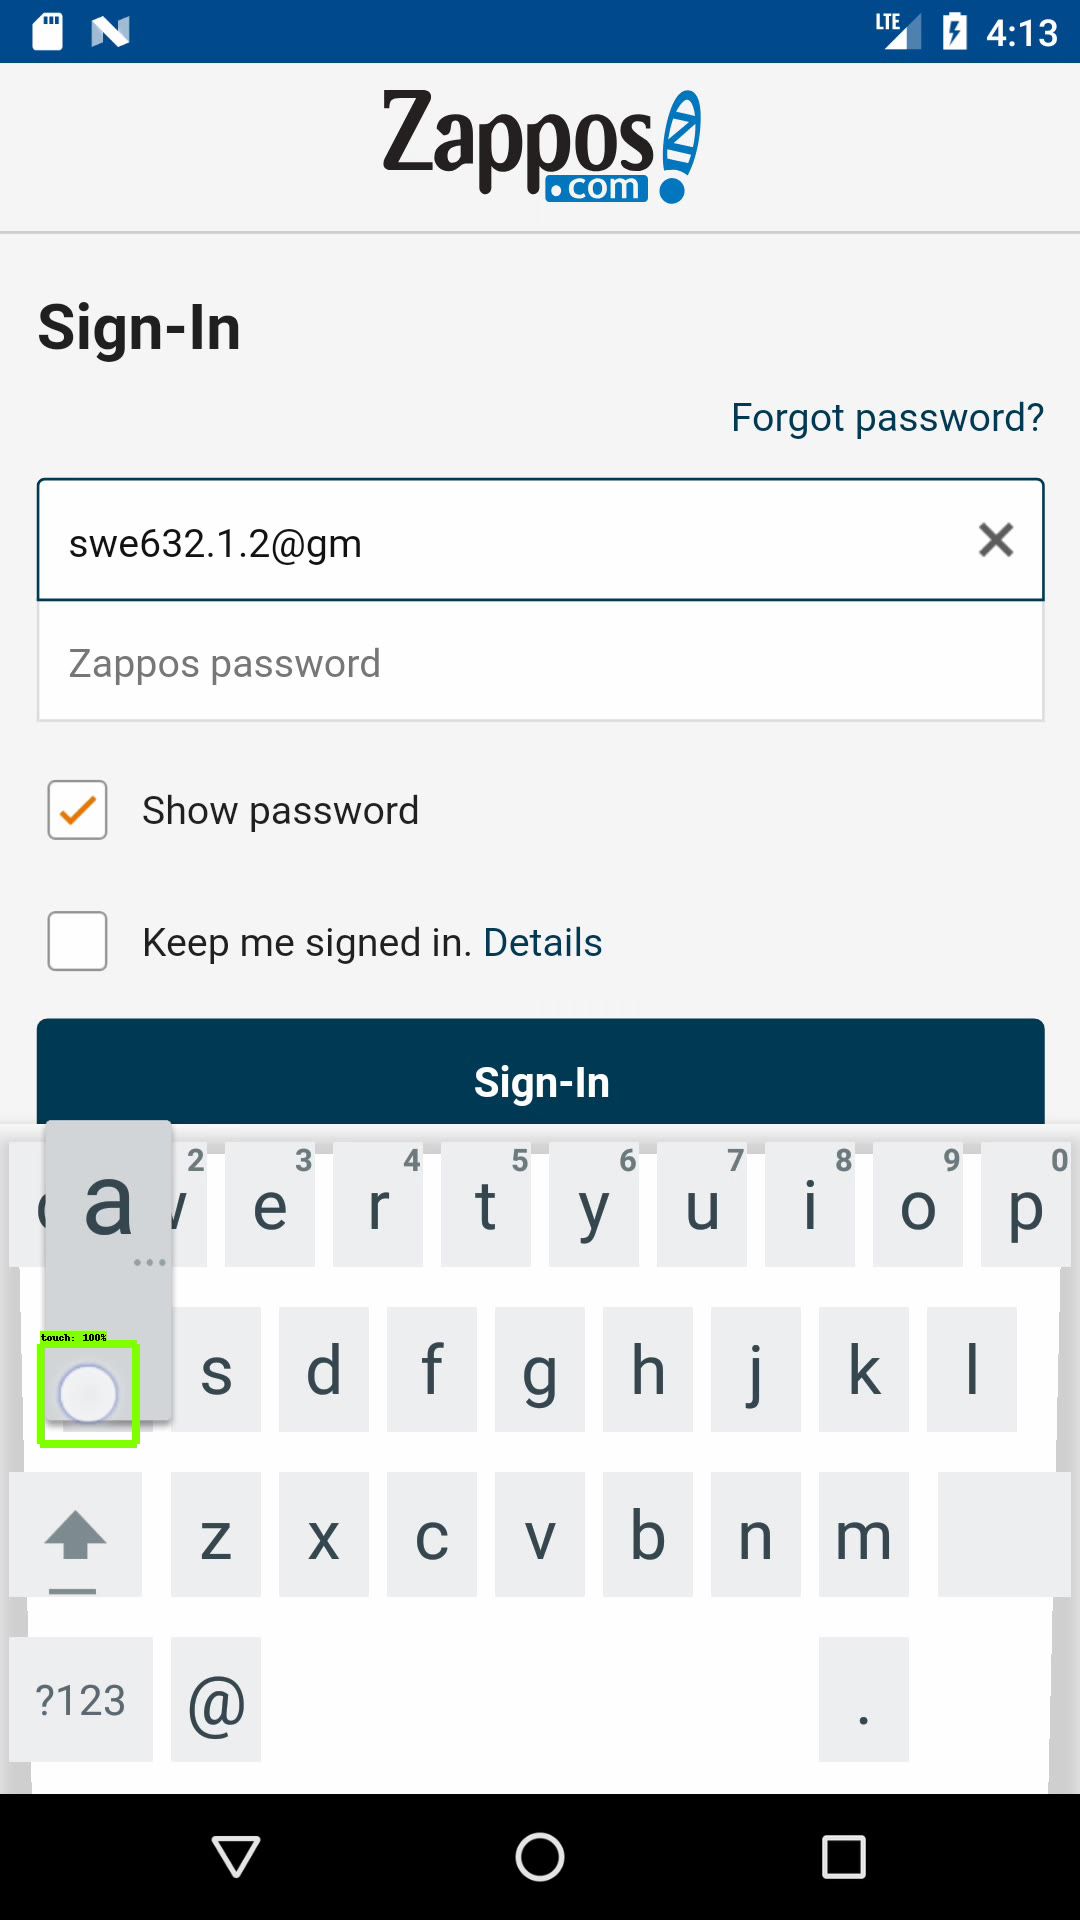 LTE 4:13
Zappos
.com
Sign-In
Forgot password?
swe632.1.2@gm
Zappos password
Show password
Keep me signed in. Details
Sign-In
a
2 3 4 5 6 7 8 9 0
e r t y u i o p
touch: 100%
s d f g h j k l
z x c v b n m
?123 @ .